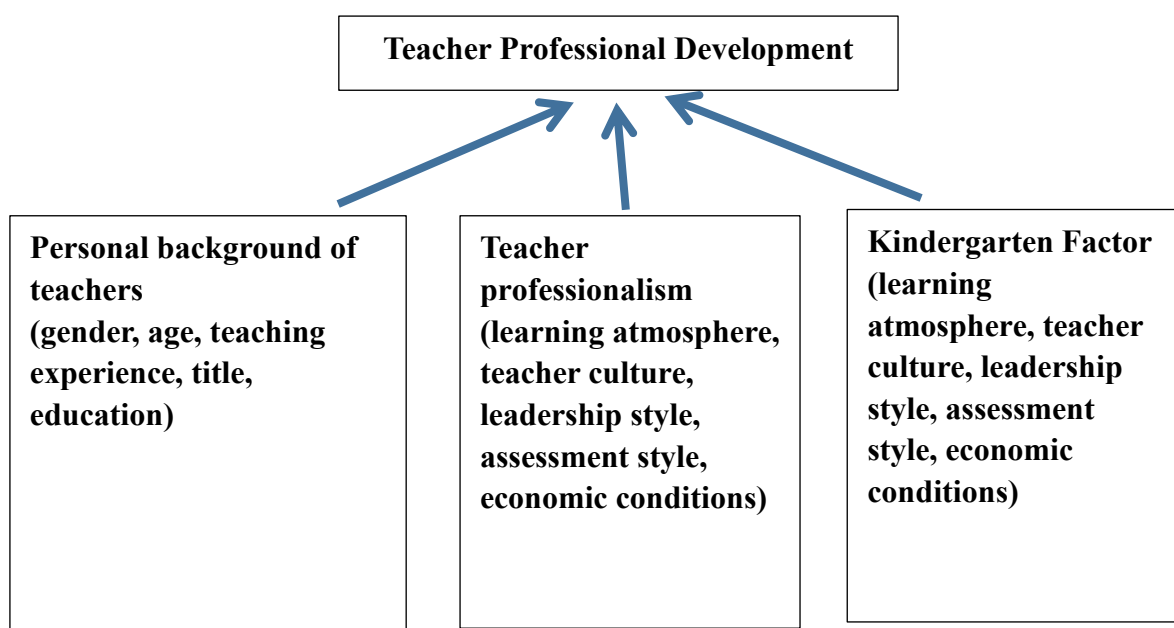 Teacher Professional Development
Personal background of
teachers
(gender, age, teaching
experience, title,
education)
Teacher
professionalism
(learning atmosphere,
teacher culture,
leadership style,
assessment style,
economic conditions)
Kindergarten Factor
(learning
atmosphere, teacher
culture, leadership
style, assessment
style, economic
conditions)